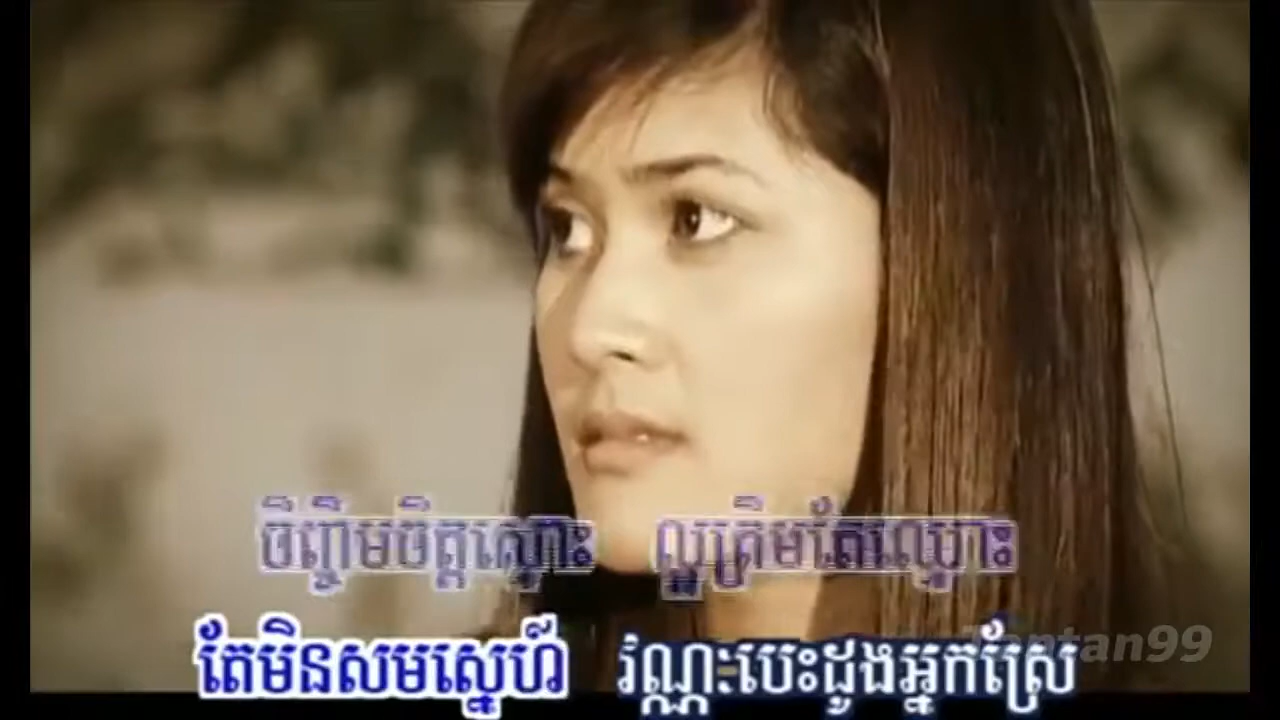 ចិញ្ចឹមចិត្តស្មោះ ល្អត្រឹមតែឈ្មោះ
តែមិនសមស្នេហ៍ វណ្ណៈបេះដូងអ្នកស្រែ